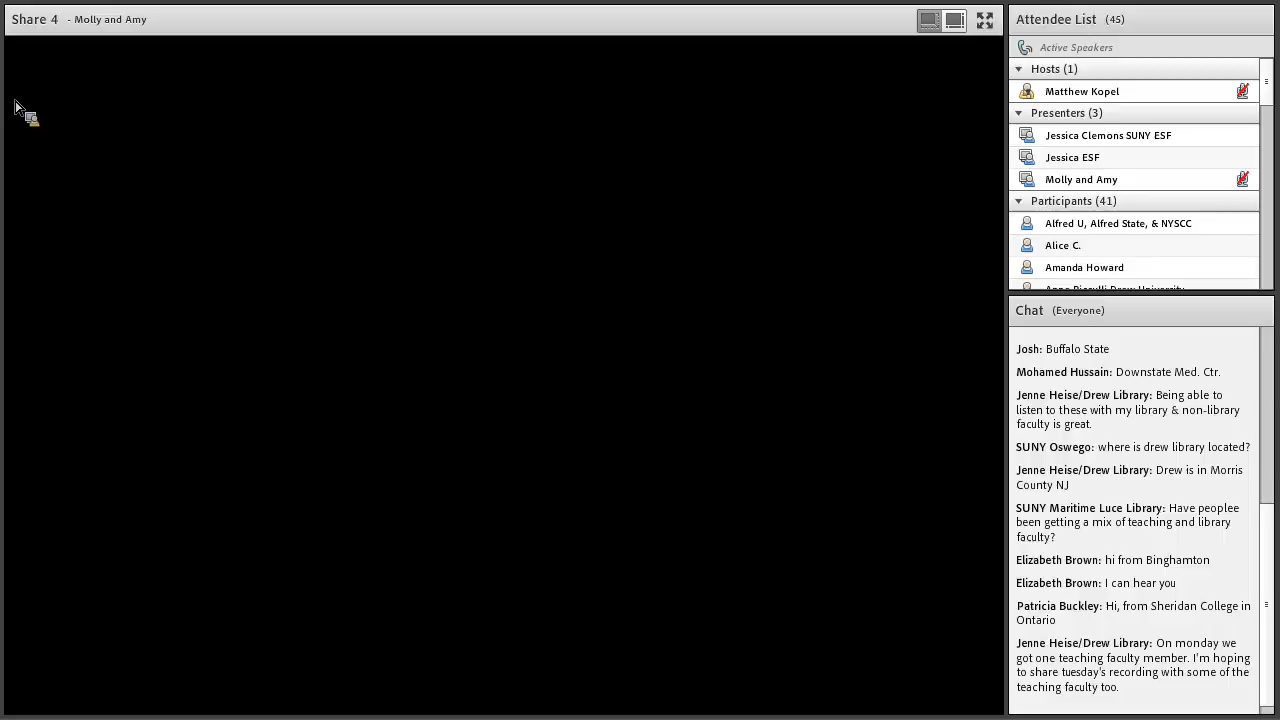 Share 4 - Molly and Amy
Attendee List (45)
Active Speakers
Hosts (1)
Matthew Kopel
Presenters (3)
Jessica Clemons SUNY ESF
Jessica ESF
Molly and Amy
Participants (41)
Alfred U, Alfred State, & NYSCC
Alice C.
Amanda Howard
Drew University
Chat (Everyone)
Josh: Buffalo State
Mohamed Hussain: Downstate Med. Ctr.
Jenne Heise/Drew Library: Being able to
listen to these with my library & non-library
faculty is great.
SUNY Oswego: where is drew library located?
Jenne Heise/Drew Library: Drew is in Morris
County NJ
SUNY Maritime Luce Library: Have peoplee
been getting a mix of teaching and library
faculty?
Elizabeth Brown: hi from Binghamton
Elizabeth Brown: I can hear you
Patricia Buckley: Hi, from Sheridan College in
Ontario
Jenne Heise/Drew Library: On monday we
got one teaching faculty member. I'm hoping
to share tuesday's recording with some of the
teaching faculty too.